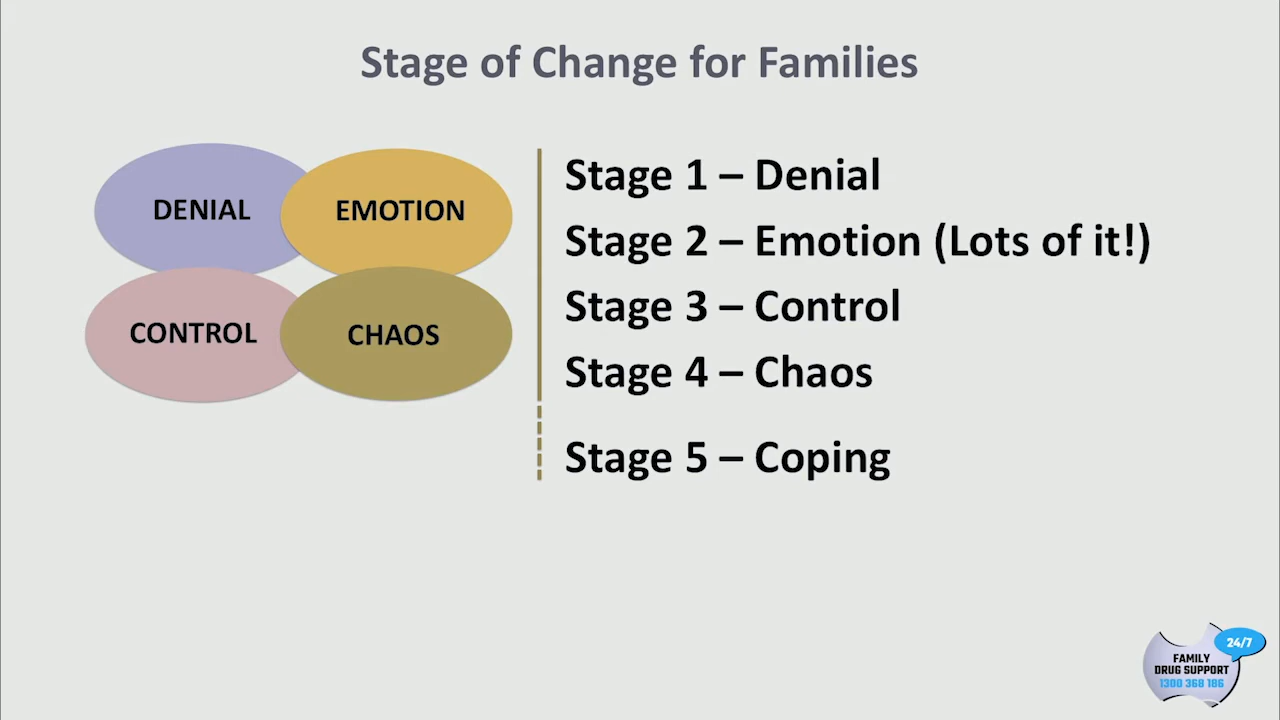 Stage of Change for Families
DENIAL
EMOTION
CONTROL
CHAOS
Stage 1 – Denial
Stage 2 – Emotion (Lots of it!)
Stage 3 – Control
Stage 4 – Chaos
Stage 5 – Coping
24/7
FAMILY
DRUG SUPPORT
1300 368 186